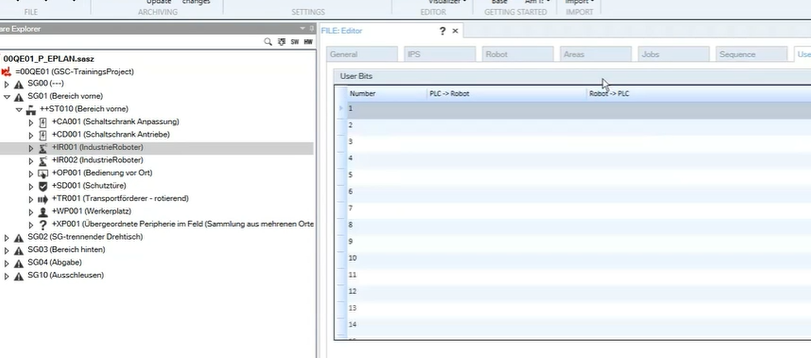 Update changes
Visualizer Base Am I? Import
FILE ARCHIVING SETTINGS EDITOR GETTING STARTED IMPORT
are Explorer
SW HW
00QE01_P_EPLAN.sasz
=00QE01 (GSC-TrainingsProject)
SG00 (---)
SG01 (Bereich vorne)
++ST010 (Bereich vorne)
+CA001 (Schaltschrank Anpassung)
+CD001 (Schaltschrank Antriebe)
+IR001 (IndustrieRoboter)
+IR002 (IndustrieRoboter)
+OP001 (Bedienung vor Ort)
+SD001 (Schutztüre)
+TR001 (Transportförderer - rotierend)
+WP001 (Werkerplatz)
+XP001 (Übergeordnete Peripherie im Feld (Sammlung aus mehrenen Orte
SG02 (SG-trennender Drehtisch)
SG03 (Bereich hinten)
SG04 (Abgabe)
SG10 (Ausschleusen)
FILE: Editor ? ×
General IPS Robot Areas Jobs Sequence Use
User Bits
Number PLC -> Robot Robot -> PLC
1
2
3
4
5
6
7
8
9
10
11
12
13
14